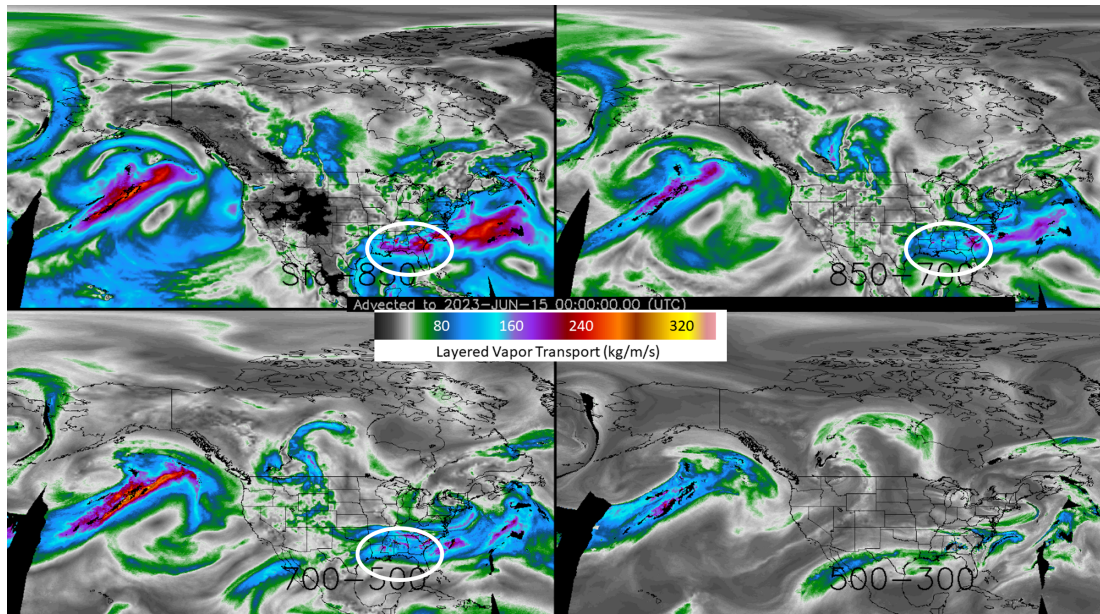 Sfc-850
850-700
Advected to 2023-JUN-15 00:00:00.00 (UTC)
80 160 240 320
Layered Vapor Transport (kg/m/s)
700-500
500-300